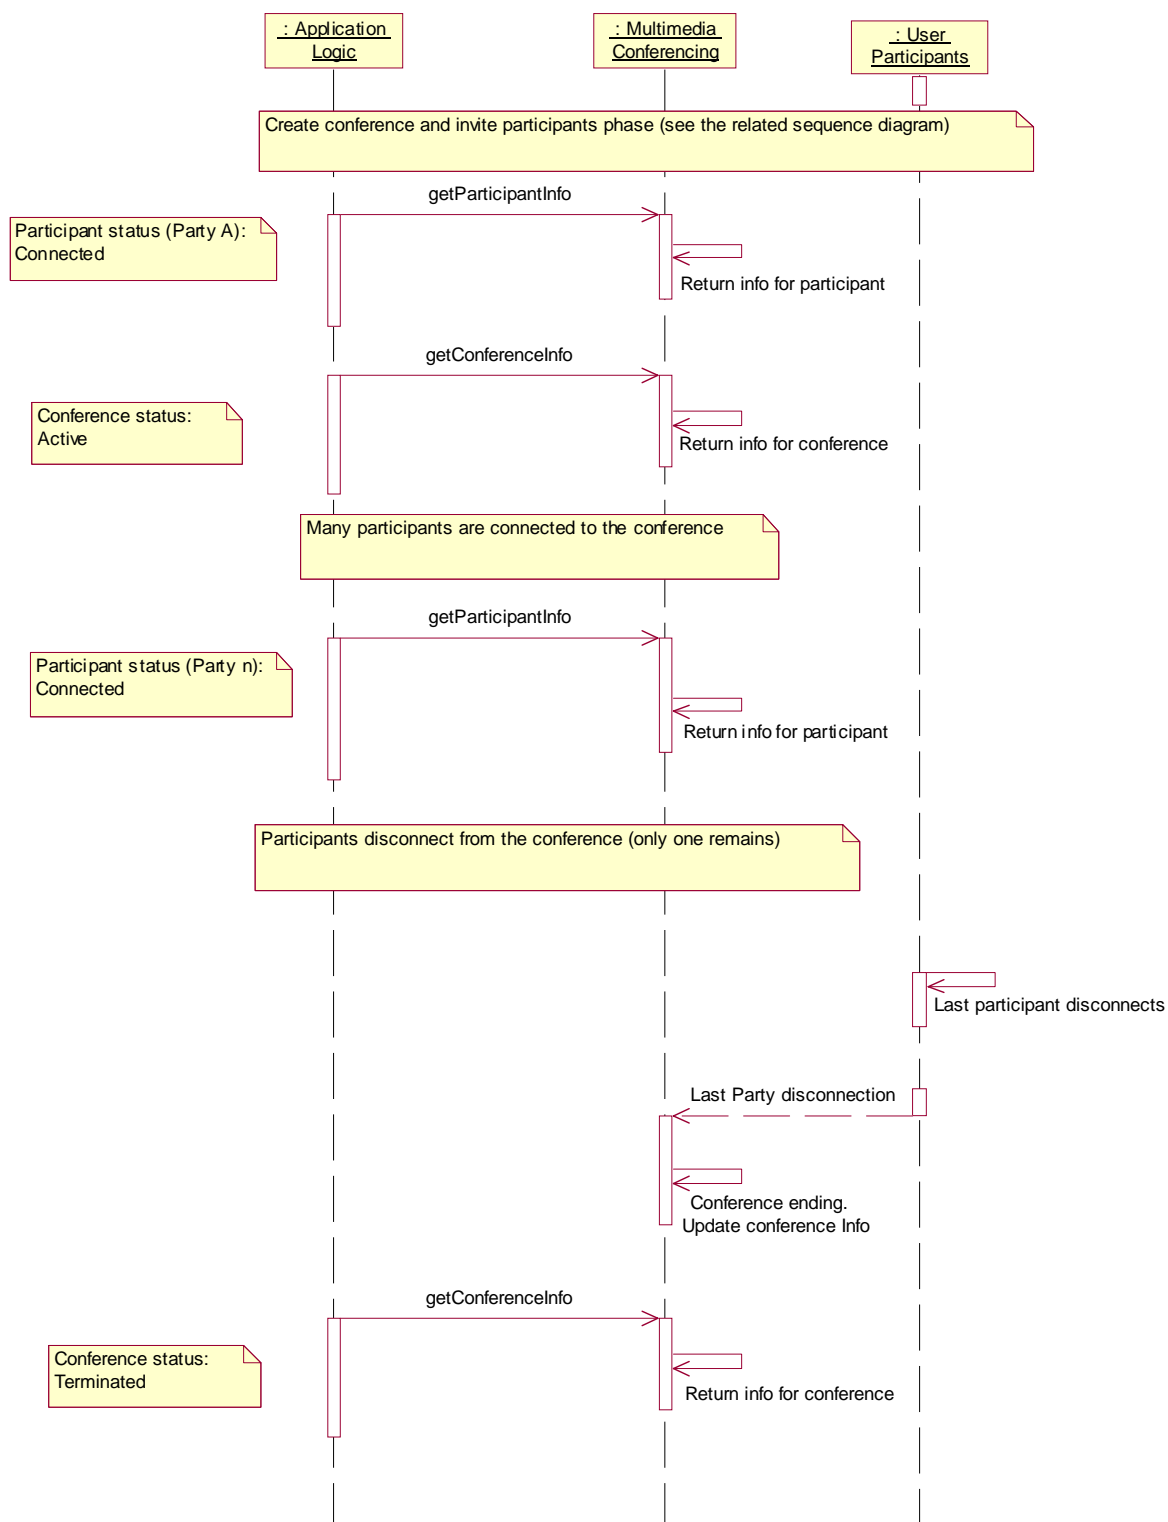 : Application
Logic
: Multimedia
Conferencing
: User
Participants
Create conference and invite participants phase (see the related sequence diagram)
getParticipantInfo
Participant status (Party A):
Connected
Return info for participant
getConferenceInfo
Conference status:
Active
Return info for conference
Many participants are connected to the conference
getParticipantInfo
Participant status (Party n):
Connected
Return info for participant
Participants disconnect from the conference (only one remains)
Last participant disconnects
Last Party disconnection
Conference ending.
Update conference Info
getConferenceInfo
Conference status:
Terminated
Return info for conference